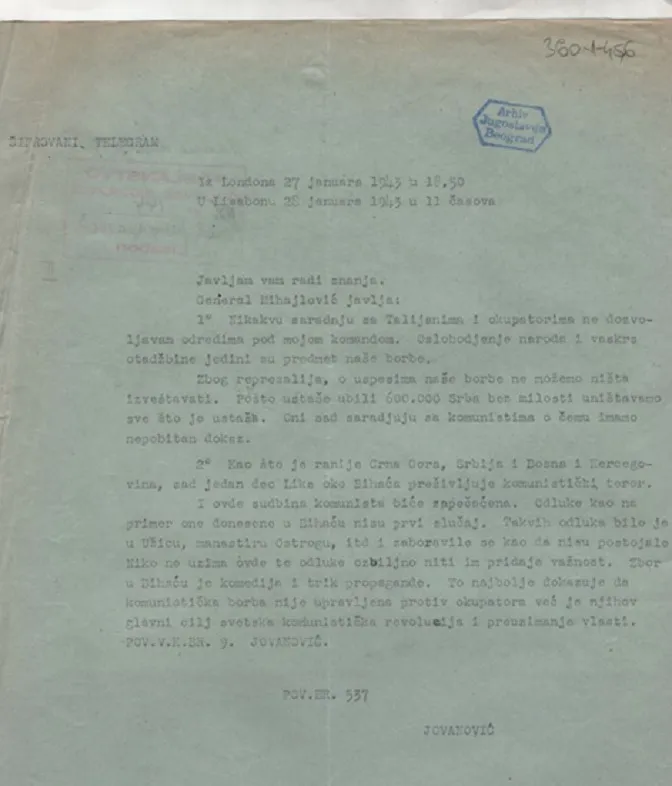 360-1-456
Arhiv
Jugoslavije
Beograd
ŠIFROVANI TELEGRAM
Iz Londona 27 januara 1943 u 18,50
U Lisabonu 28 januara 1943 u 11 časova
Javljam vam radi znanja.
General Mihajlović javlja:
1° Nikakvu saradnju sa Talijanima i okupatorima ne dozvo-
ljavam odredima pod mojom komandom. Oslobodjenje naroda i vaskrs
otadžbine jedini su predmet naše borbe.
Zbog represalija, o uspesima naše borbe ne možemo ništa
izveštavati. Pošto ustaše ubili 600.000 Srba bez milosti uništavamo
sve što je ustaša. Oni sad saradjuju sa komunistima o čemu imamo
nepobitan dokaz.
2° Kao što je ranije Crna Gora, Srbija i Bosna i Hercego-
vina, sad jedan deo Like oko Bihaća preživljuje komunistički teror.
I ovde sudbina komunista biće zapečaćena. Odluke kao na
primer one donesene u Bihaću nisu prvi slučaj. Takvih odluka bilo je
u Užicu, manastiru Ostrogu, itd i zaboravilo se kao da nisu postojale
Niko ne uzima ovde te odluke ozbiljno niti im pridaje važnost. Zbor
u Bihaću je komedija i trik propagande. To najbolje dokazuje da
komunistička borba nije upravljena protiv okupatora već je njihov
glavni cilj svetska komunistička revolucija i preuzimanje vlasti.
POV.V.K.BR. 9. JOVANOVIĆ.
POV.BR. 537
JOVANOVIĆ